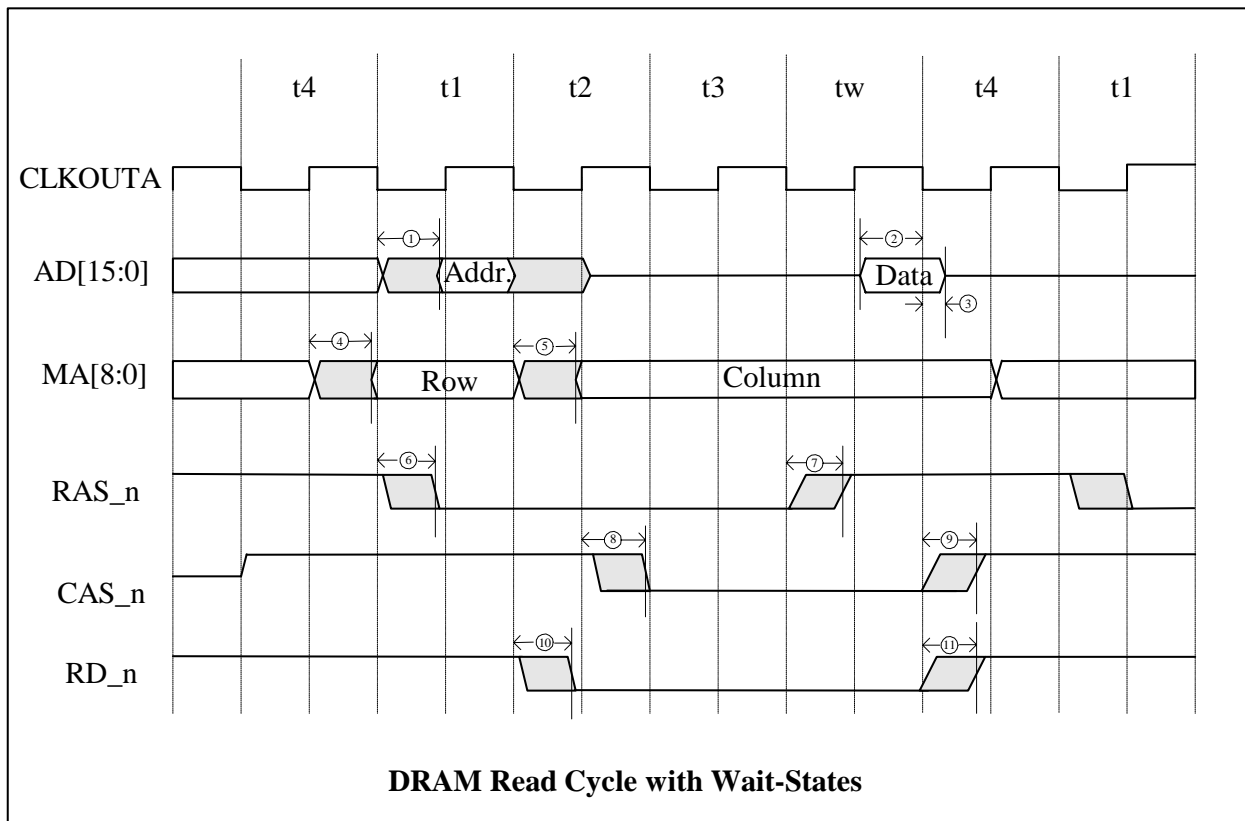 t4 t1 t2 t3 tw t4 t1
CLKOUTA
1 2
AD[15:0] Addr. Data
3
4 5
MA[8:0] Row Column
6 7
RAS_n
8 9
CAS_n
10 11
RD_n
DRAM Read Cycle with Wait-States